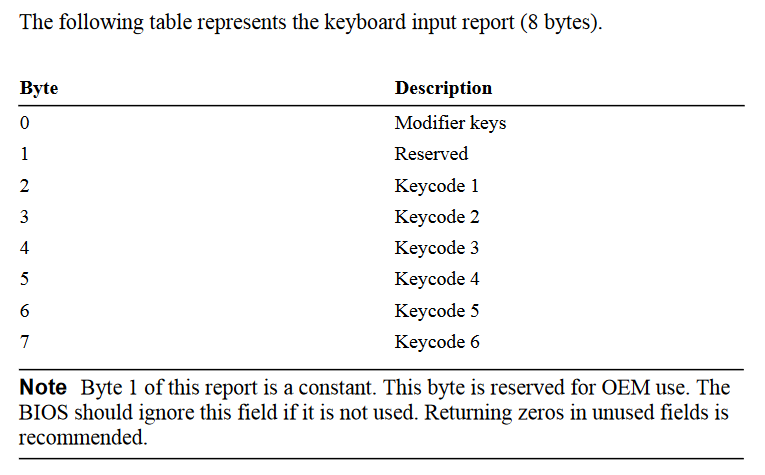 The following table represents the keyboard input report (8 bytes).
Byte Description
0 Modifier keys
1 Reserved
2 Keycode 1
3 Keycode 2
4 Keycode 3
5 Keycode 4
6 Keycode 5
7 Keycode 6
Note Byte 1 of this report is a constant. This byte is reserved for OEM use. The
BIOS should ignore this field if it is not used. Returning zeros in unused fields is
recommended.